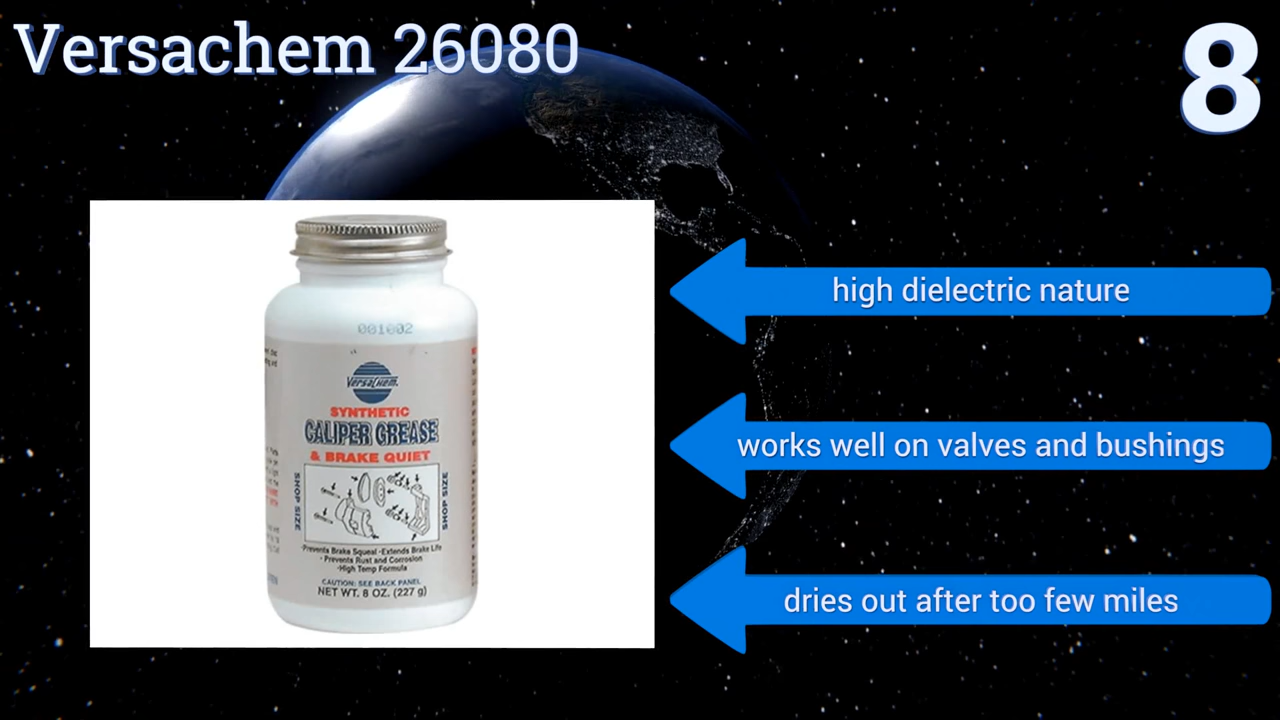 Versachem 26080
8
high dielectric nature
works well on valves and bushings
dries out after too few miles
001002
VersaChem.
SYNTHETIC
CALIPER GREASE
& BRAKE QUIET
SHOP SIZE
SHOP SIZE
·Prevents Brake Squeal ·Extends Brake Life
· Prevents Rust and Corrosion
·High Temp Formula
CAUTION: SEE BACK PANEL
NET WT. 8 OZ. (227 g)